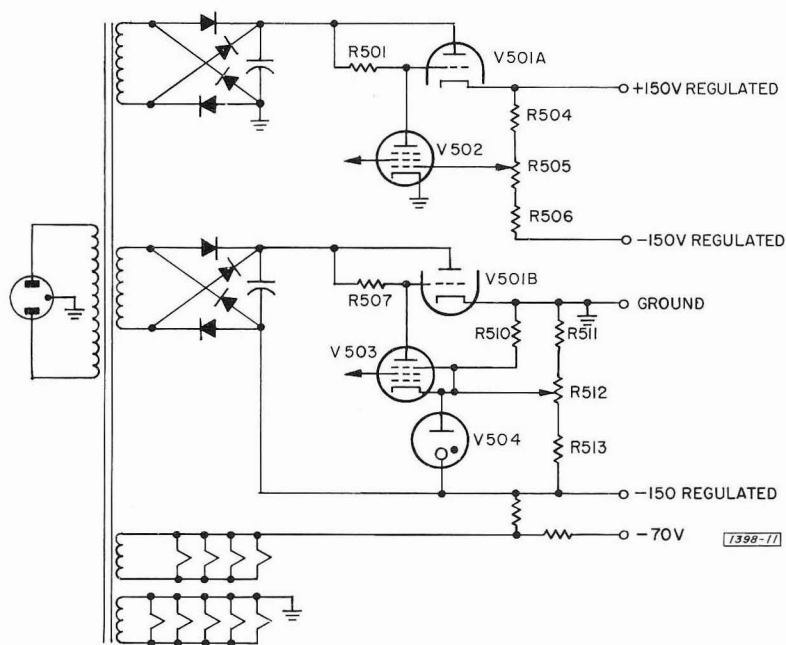 R501
V501A
+150V REGULATED
R504
V502
R505
R506
-150V REGULATED
V501B
R507
GROUND
R510
R511
V503
R512
V504
R513
-150 REGULATED
-70V
1398-11